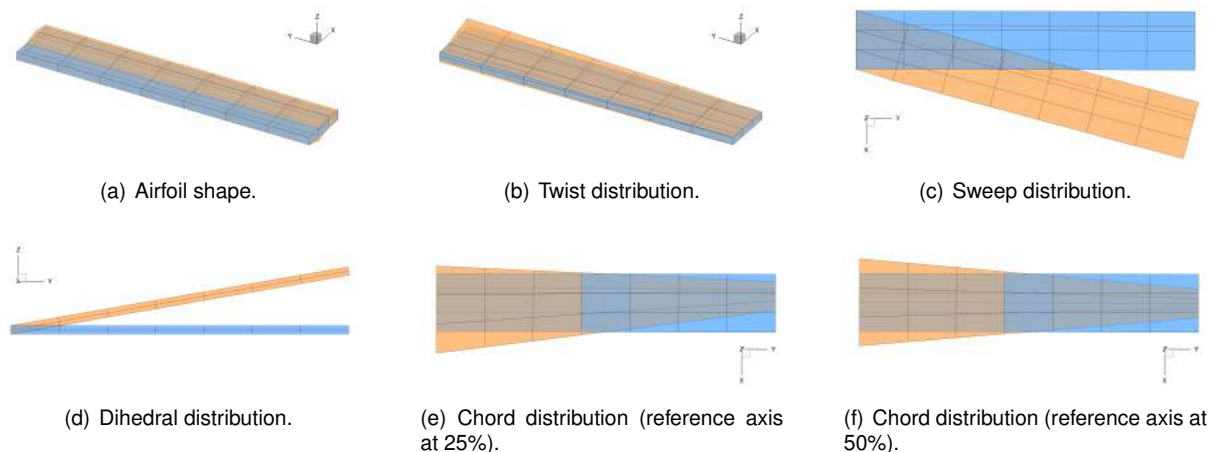 Z
Y
X
(a) Airfoil shape.
Z
Y
X
(b) Twist distribution.
Z
Y
X
(c) Sweep distribution.
Z
X
Y
(d) Dihedral distribution.
Z
Y
X
(e) Chord distribution (reference axis
at 25%).
Z
Y
X
(f) Chord distribution (reference axis at
50%).